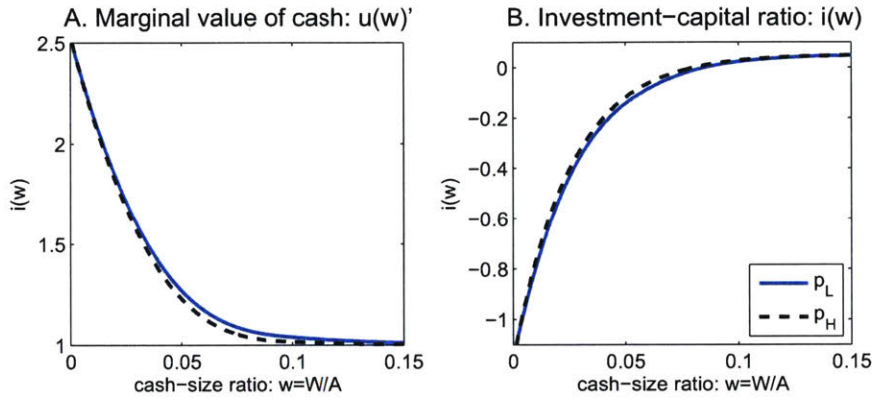 A. Marginal value of cash: u(w)'
B. Investment−capital ratio: i(w)
2.5
2
1.5
1
i(w)
0
0.05
0.1
0.15
cash−size ratio: w=W/A
0
−0.2
−0.4
−0.6
−0.8
−1
i(w)
p_L
p_H
0
0.05
0.1
0.15
cash−size ratio: w=W/A